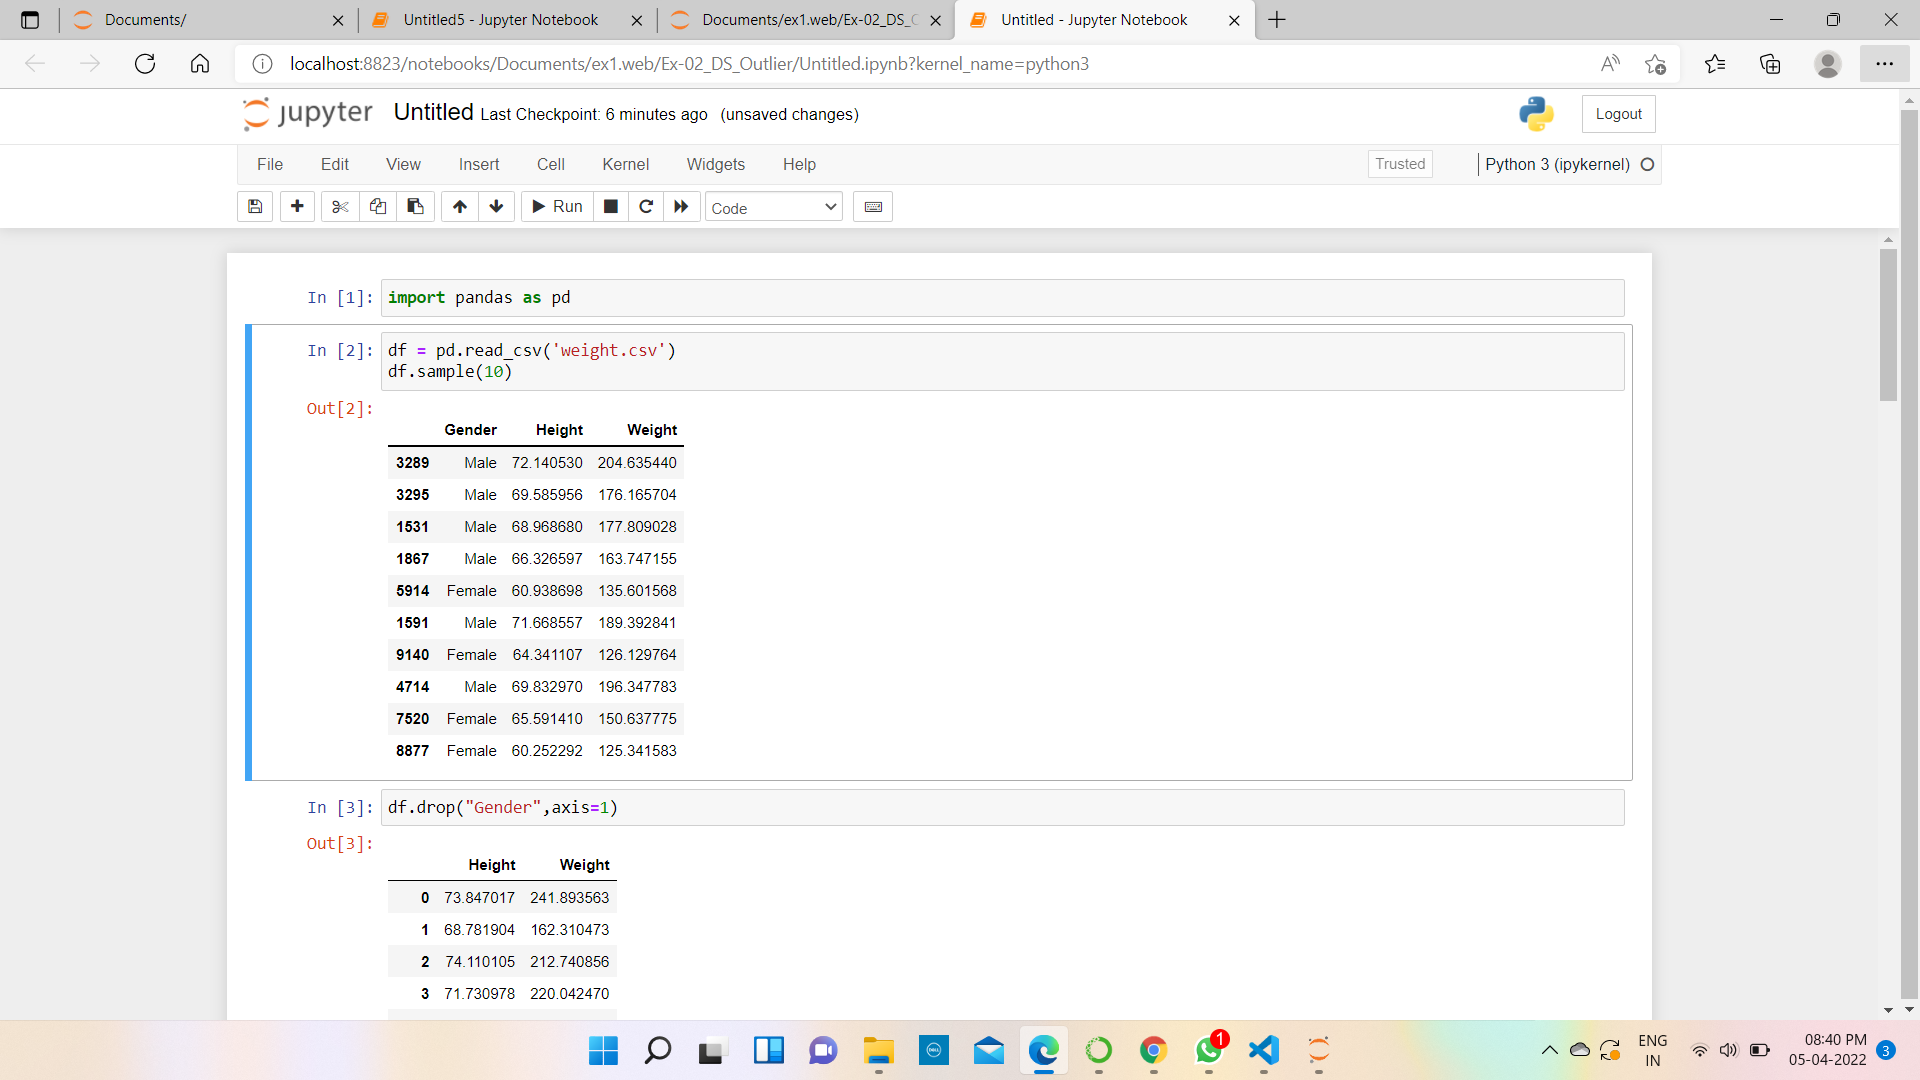 Documents/
Untitled5 - Jupyter Notebook
Documents/ex1.web/Ex-02_DS_
Untitled - Jupyter Notebook
localhost:8823/notebooks/Documents/ex1.web/Ex-02_DS_Outlier/Untitled.ipynb?kernel_name=python3
jupyter Untitled Last Checkpoint: 6 minutes ago (unsaved changes)
Logout
File Edit View Insert Cell Kernel Widgets Help
Trusted
Python 3 (ipykernel)
Run
Code
In [1]: import pandas as pd
In [2]: df = pd.read_csv('weight.csv')
df.sample(10)
Out[2]:
Gender Height Weight
3289 Male 72.140530 204.635440
3295 Male 69.585956 176.165704
1531 Male 68.968680 177.809028
1867 Male 66.326597 163.747155
5914 Female 60.938698 135.601568
1591 Male 71.668557 189.392841
9140 Female 64.341107 126.129764
4714 Male 69.832970 196.347783
7520 Female 65.591410 150.637775
8877 Female 60.252292 125.341583
In [3]: df.drop("Gender",axis=1)
Out[3]:
Height Weight
0 73.847017 241.893563
1 68.781904 162.310473
2 74.110105 212.740856
3 71.730978 220.042470
DELL
1
ENG
IN
08:40 PM
05-04-2022
3